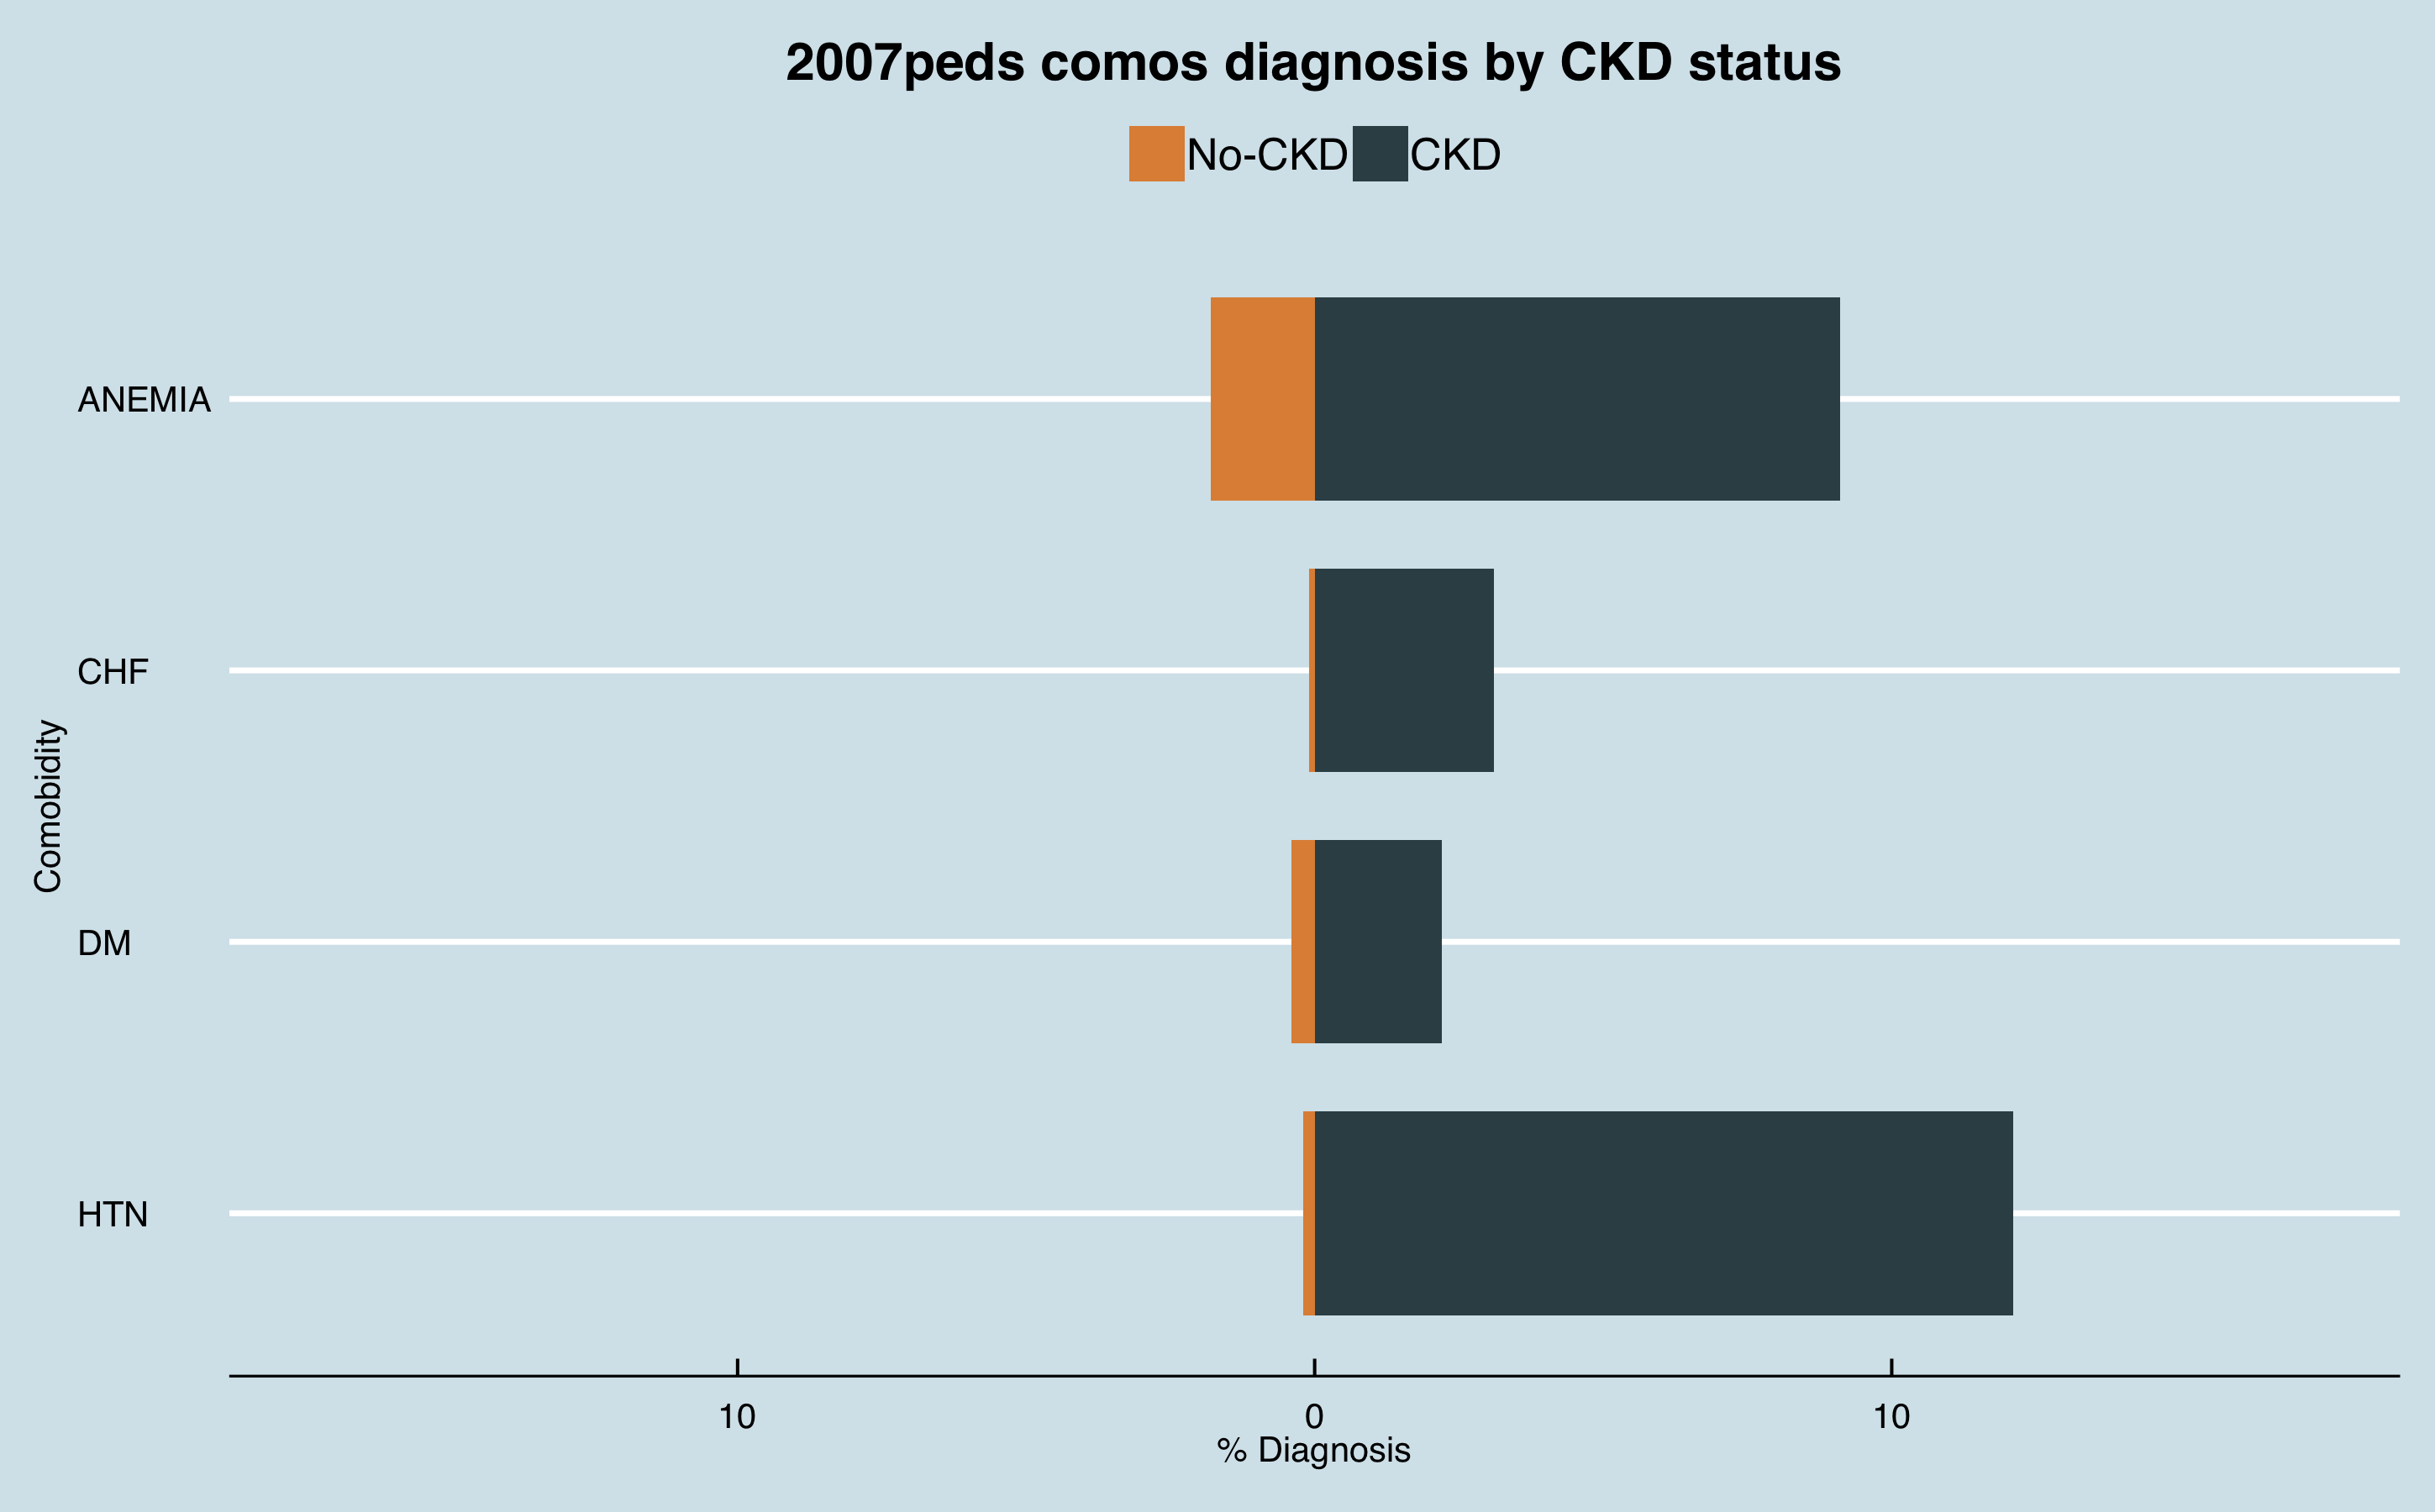 2007peds comos diagnosis by CKD status
No-CKD CKD
ANEMIA
CHF
DM
HTN
Comobidity
10 0 10
% Diagnosis